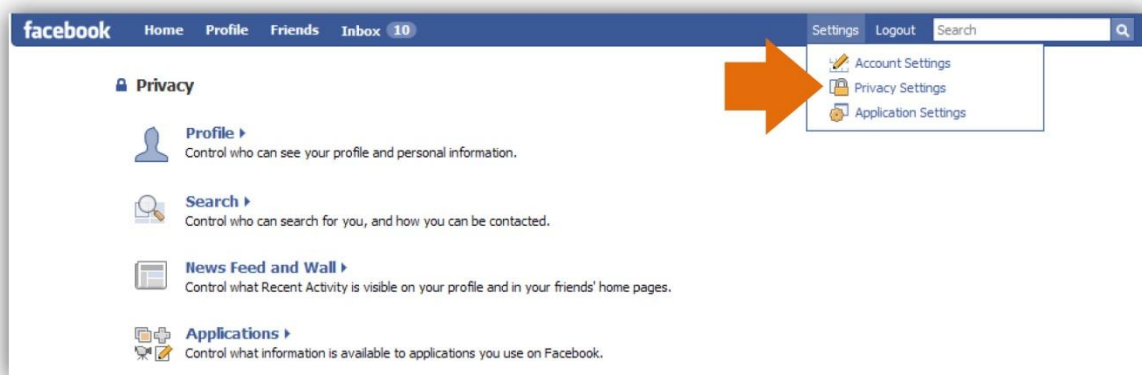 facebook Home Profile Friends Inbox 10 Settings Logout Search
Account Settings
Privacy Settings
Application Settings
Privacy
Profile
Control who can see your profile and personal information.
Search
Control who can search for you, and how you can be contacted.
News Feed and Wall
Control what Recent Activity is visible on your profile and in your friends' home pages.
Applications
Control what information is available to applications you use on Facebook.